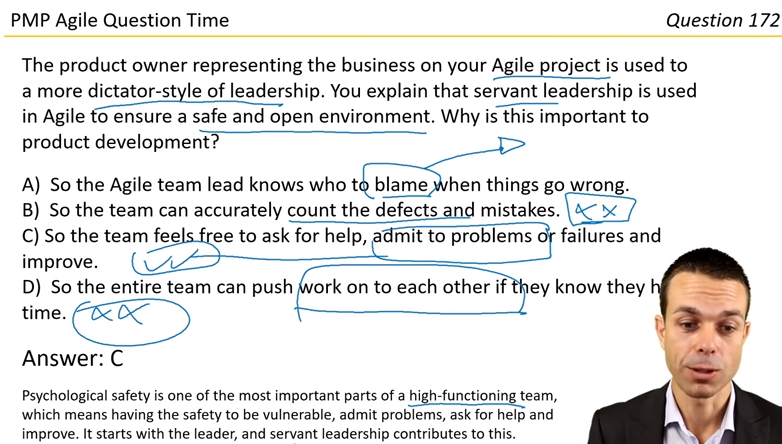 PMP Agile Question Time
Question 172
The product owner representing the business on your Agile project is used to
a more dictator-style of leadership. You explain that servant leadership is used
in Agile to ensure a safe and open environment. Why is this important to
product development?
A) So the Agile team lead knows who to blame when things go wrong.
B) So the team can accurately count the defects and mistakes.
C) So the team feels free to ask for help, admit to problems or failures and
improve.
D) So the entire team can push work on to each other if they know they h
time.
Answer: C
Psychological safety is one of the most important parts of a high-functioning team,
which means having the safety to be vulnerable, admit problems, ask for help and
improve. It starts with the leader, and servant leadership contributes to this.